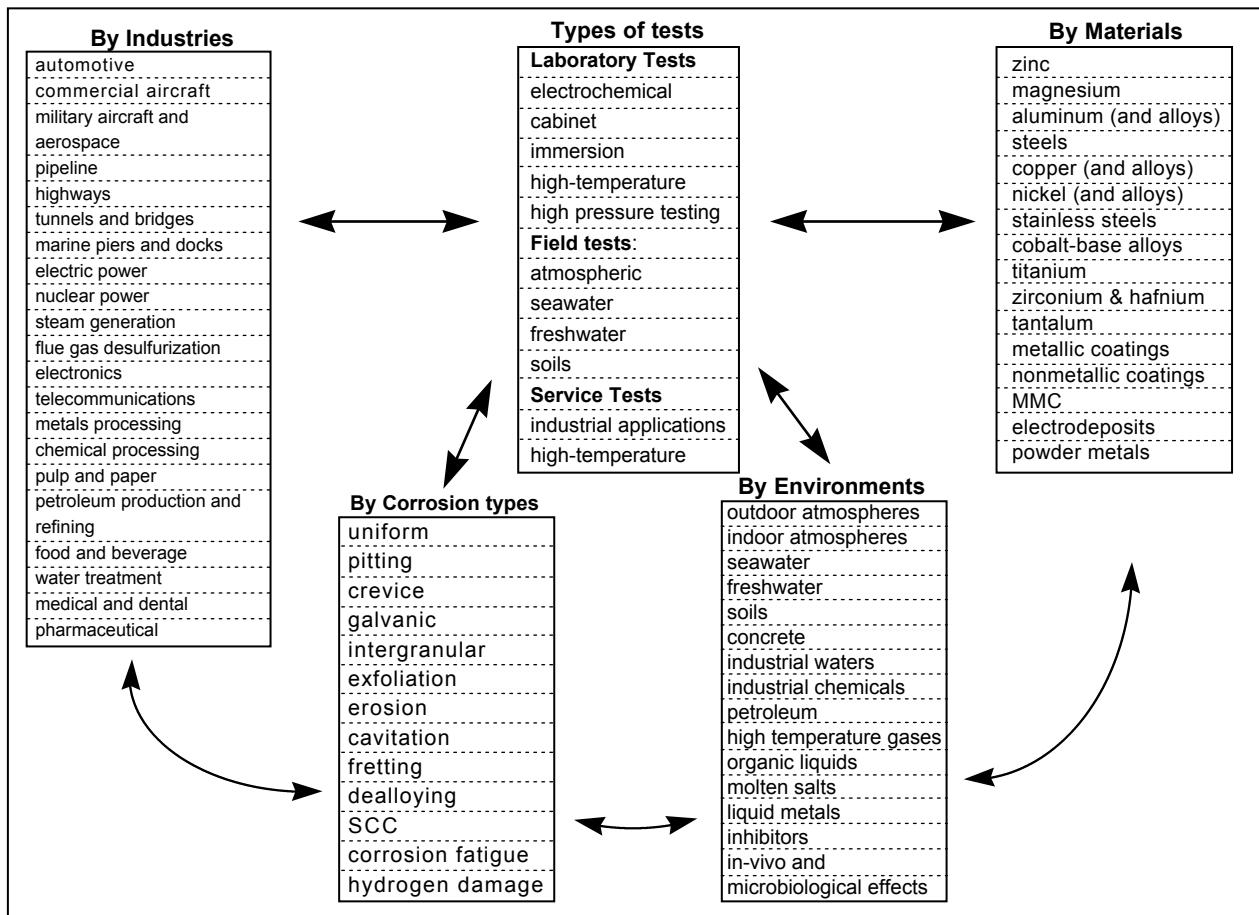 By Industries
automotive
commercial aircraft
military aircraft and
aerospace
pipeline
highways
tunnels and bridges
marine piers and docks
electric power
nuclear power
steam generation
flue gas desulfurization
electronics
telecommunications
metals processing
chemical processing
pulp and paper
petroleum production and
refining
food and beverage
water treatment
medical and dental
pharmaceutical
Types of tests
Laboratory Tests
electrochemical
cabinet
immersion
high-temperature
high pressure testing
Field tests:
atmospheric
seawater
freshwater
soils
Service Tests
industrial applications
high-temperature
By Materials
zinc
magnesium
aluminum (and alloys)
steels
copper (and alloys)
nickel (and alloys)
stainless steels
cobalt-base alloys
titanium
zirconium & hafnium
tantalum
metallic coatings
nonmetallic coatings
MMC
electrodeposits
powder metals
By Corrosion types
uniform
pitting
crevice
galvanic
intergranular
exfoliation
erosion
cavitation
fretting
dealloying
SCC
corrosion fatigue
hydrogen damage
By Environments
outdoor atmospheres
indoor atmospheres
seawater
freshwater
soils
concrete
industrial waters
industrial chemicals
petroleum
high temperature gases
organic liquids
molten salts
liquid metals
inhibitors
in-vivo and
microbiological effects